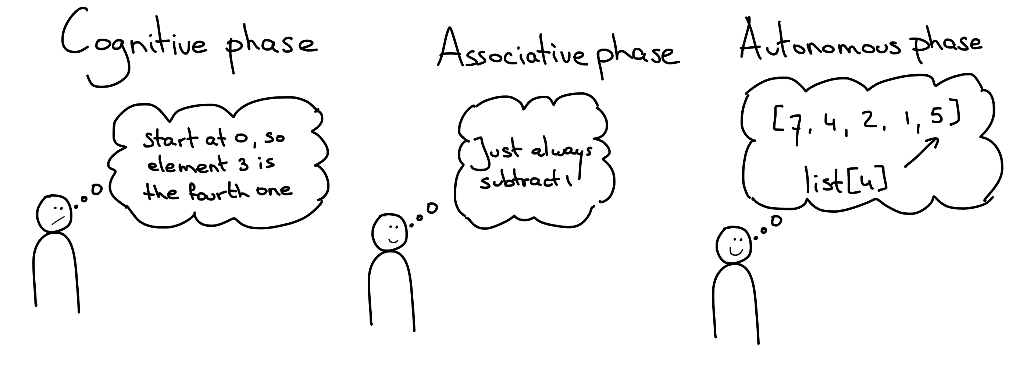 Cognitive phase
start at 0, so
element 3 is
the fourth one
Associative phase
Just always
subtract 1
Autonomous phase
[7, 4, 2, 1, 5]
list[4]